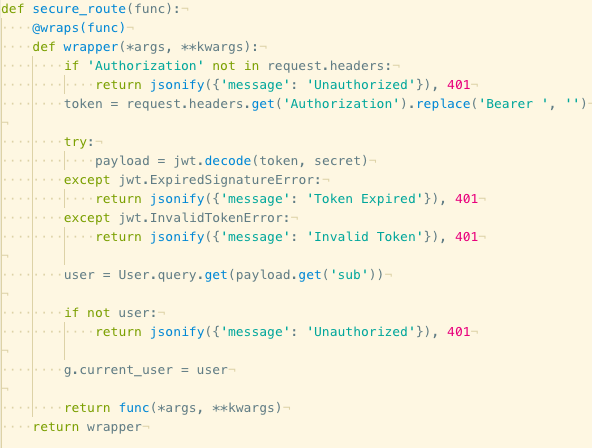 def secure_route(func):
    @wraps(func)
    def wrapper(*args, **kwargs):
        if 'Authorization' not in request.headers:
            return jsonify({'message': 'Unauthorized'}), 401
        token = request.headers.get('Authorization').replace('Bearer ', '')

        try:
            payload = jwt.decode(token, secret)
        except jwt.ExpiredSignatureError:
            return jsonify({'message': 'Token Expired'}), 401
        except jwt.InvalidTokenError:
            return jsonify({'message': 'Invalid Token'}), 401

        user = User.query.get(payload.get('sub'))

        if not user:
            return jsonify({'message': 'Unauthorized'}), 401

        g.current_user = user

        return func(*args, **kwargs)
    return wrapper